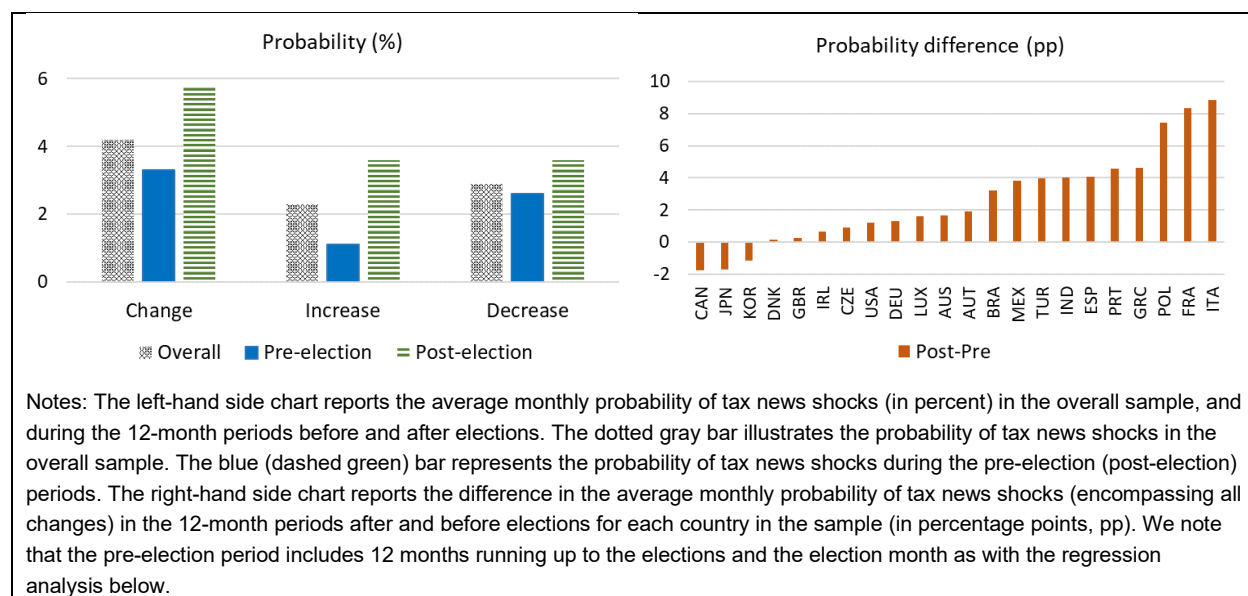 Probability (%)
6
4
2
0
Change Increase Decrease
Overall Pre-election Post-election
Probability difference (pp)
10
8
6
4
2
0
-2
CAN JPN KOR DNK GBR IRL CZE USA DEU LUX AUS AUT BRA MEX TUR IND ESP PRT GRC POL FRA ITA
Post-Pre
Notes: The left-hand side chart reports the average monthly probability of tax news shocks (in percent) in the overall sample, and
during the 12-month periods before and after elections. The dotted gray bar illustrates the probability of tax news shocks in the
overall sample. The blue (dashed green) bar represents the probability of tax news shocks during the pre-election (post-election)
periods. The right-hand side chart reports the difference in the average monthly probability of tax news shocks (encompassing all
changes) in the 12-month periods after and before elections for each country in the sample (in percentage points, pp). We note
that the pre-election period includes 12 months running up to the elections and the election month as with the regression
analysis below.